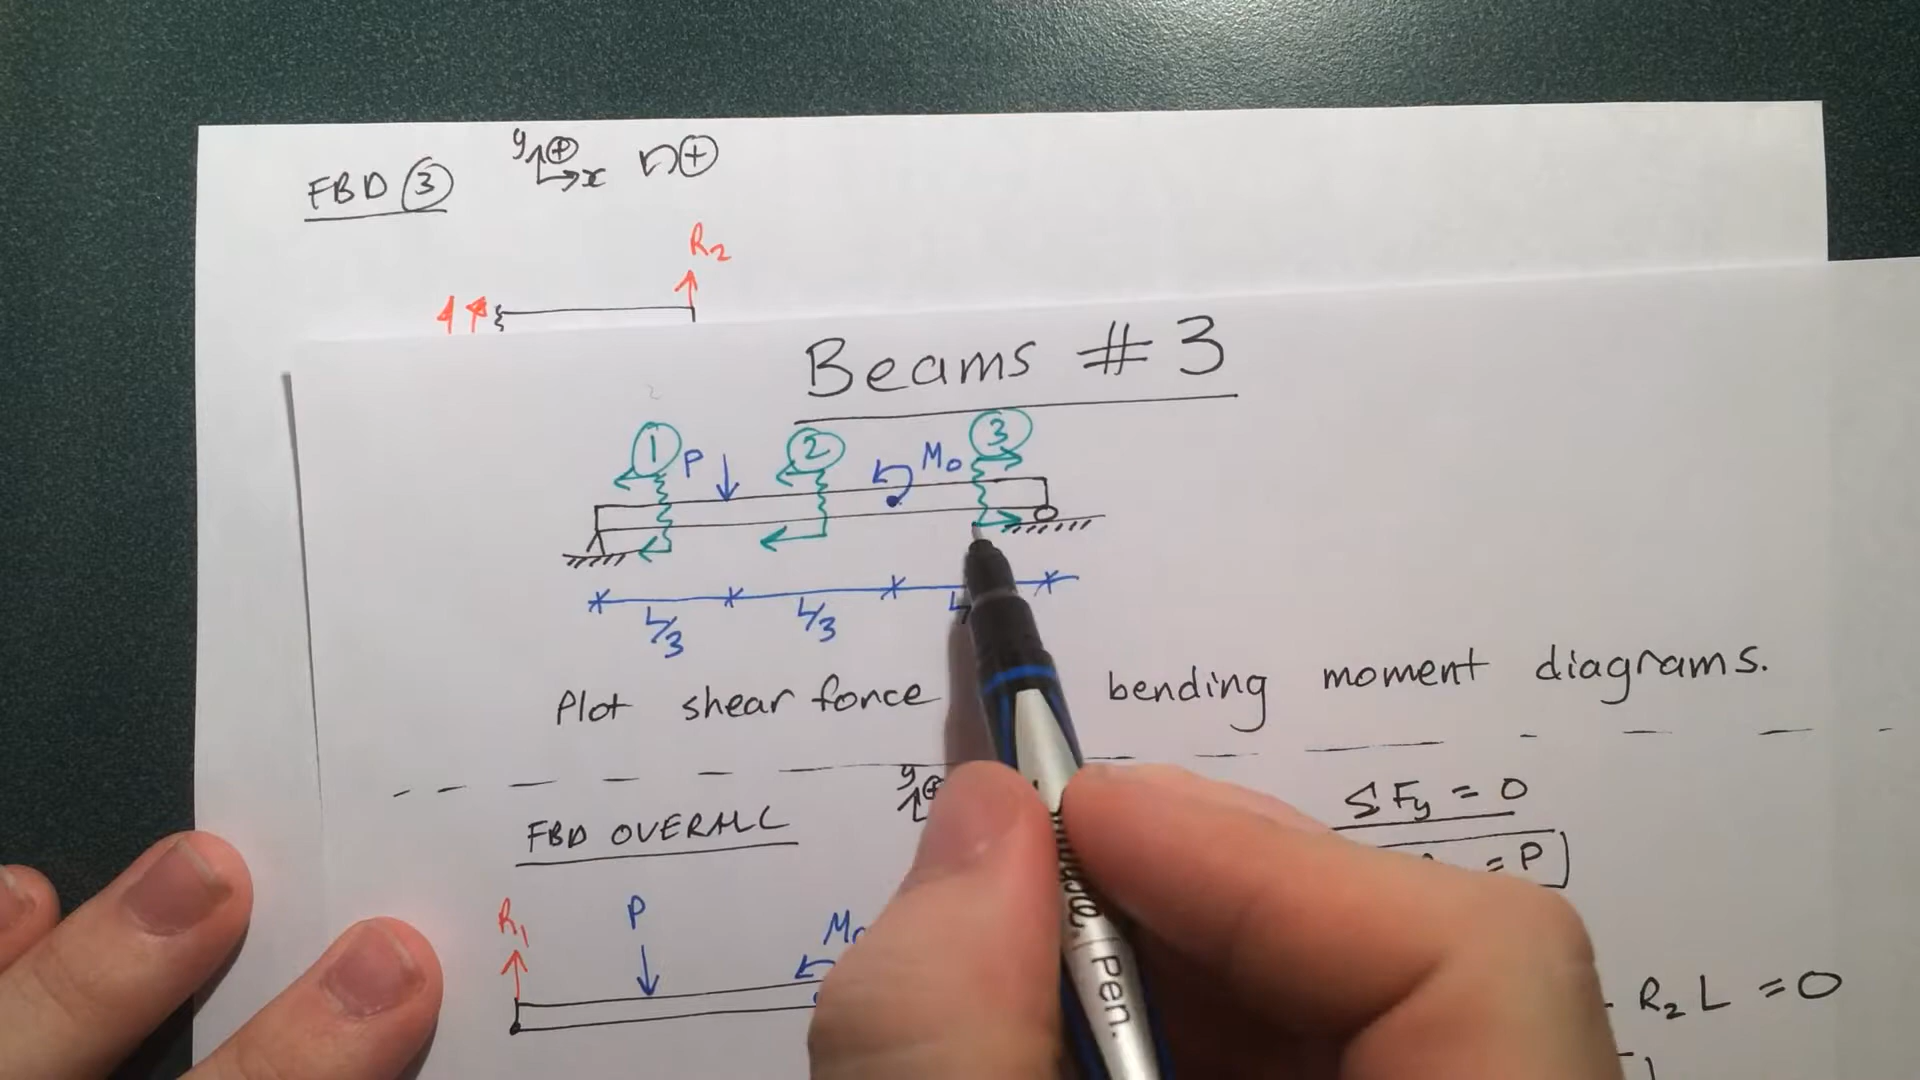 FBD ③
y ⊕ x ⊕
R₂
Beams #3
① P ② M₀ ③
L/3 L/3
Plot shear force bending moment diagrams.
y ⊕
FBD OVERALL
ΣFy = 0
= P
R₁ P
- R₂ L = 0
Pen.